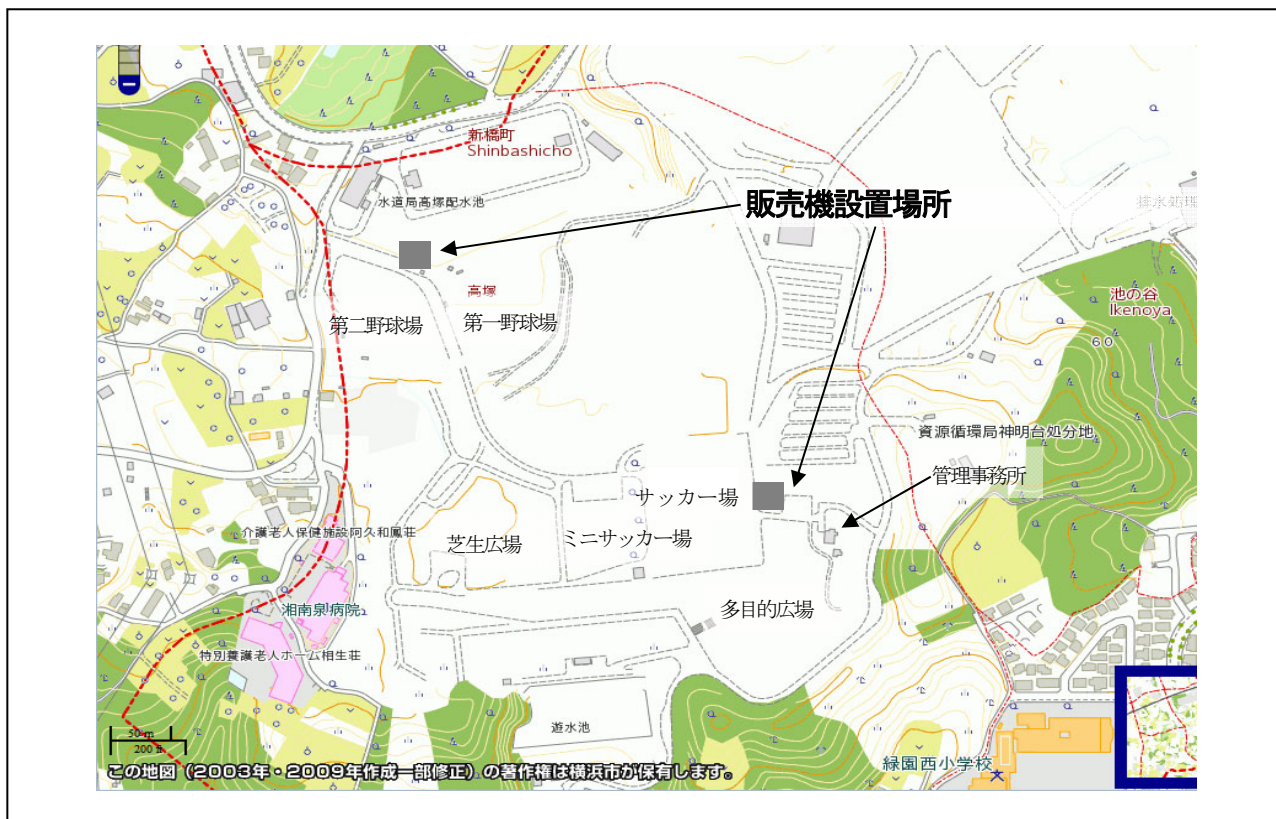 新橋町
Shinbashicho
水道局高塚配水池
販売機設置場所
排水処理
高塚
池の谷
Ikenoya
第二野球場
第一野球場
60
資源循環局神明台処分地
管理事務所
サッカー場
介護老人保健施設阿久和鳳荘
芝生広場
ミニサッカー場
湘南泉病院
多目的広場
特別養護老人ホーム相生荘
遊水池
50 m
200 ft
この地図（2003年・2009年作成一部修正）の著作権は横浜市が保有します。
緑園西小学校